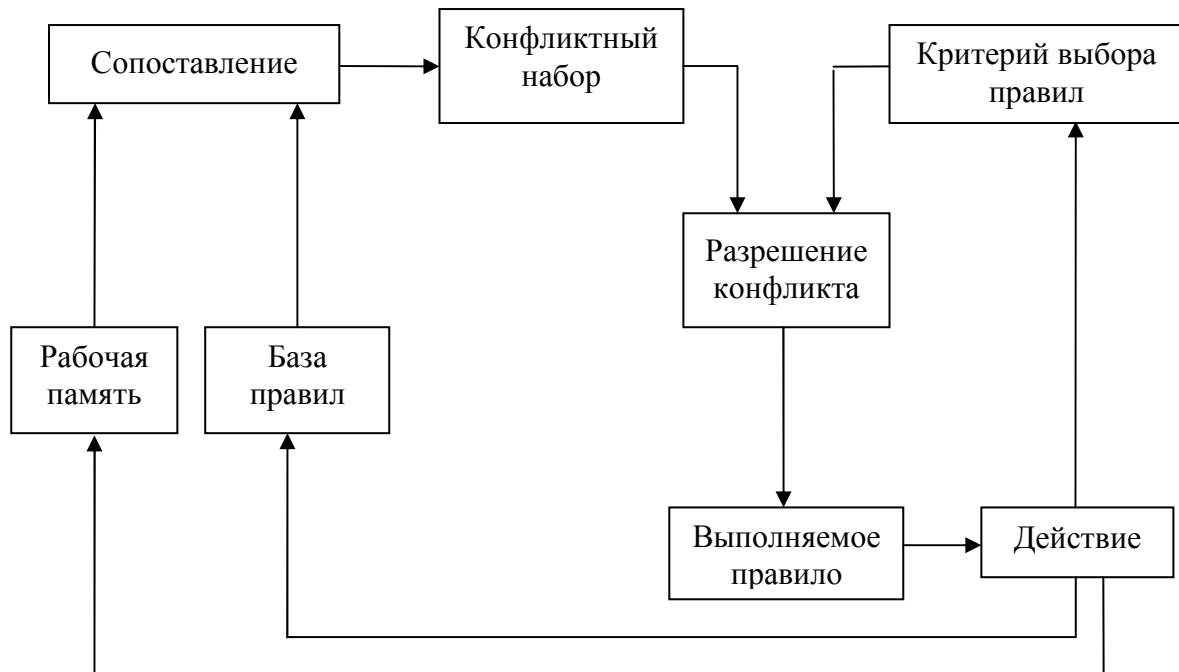 Сопоставление
Конфликтный
набор
Критерий выбора
правил
Разрешение
конфликта
Рабочая
память
База
правил
Выполняемое
правило
Действие